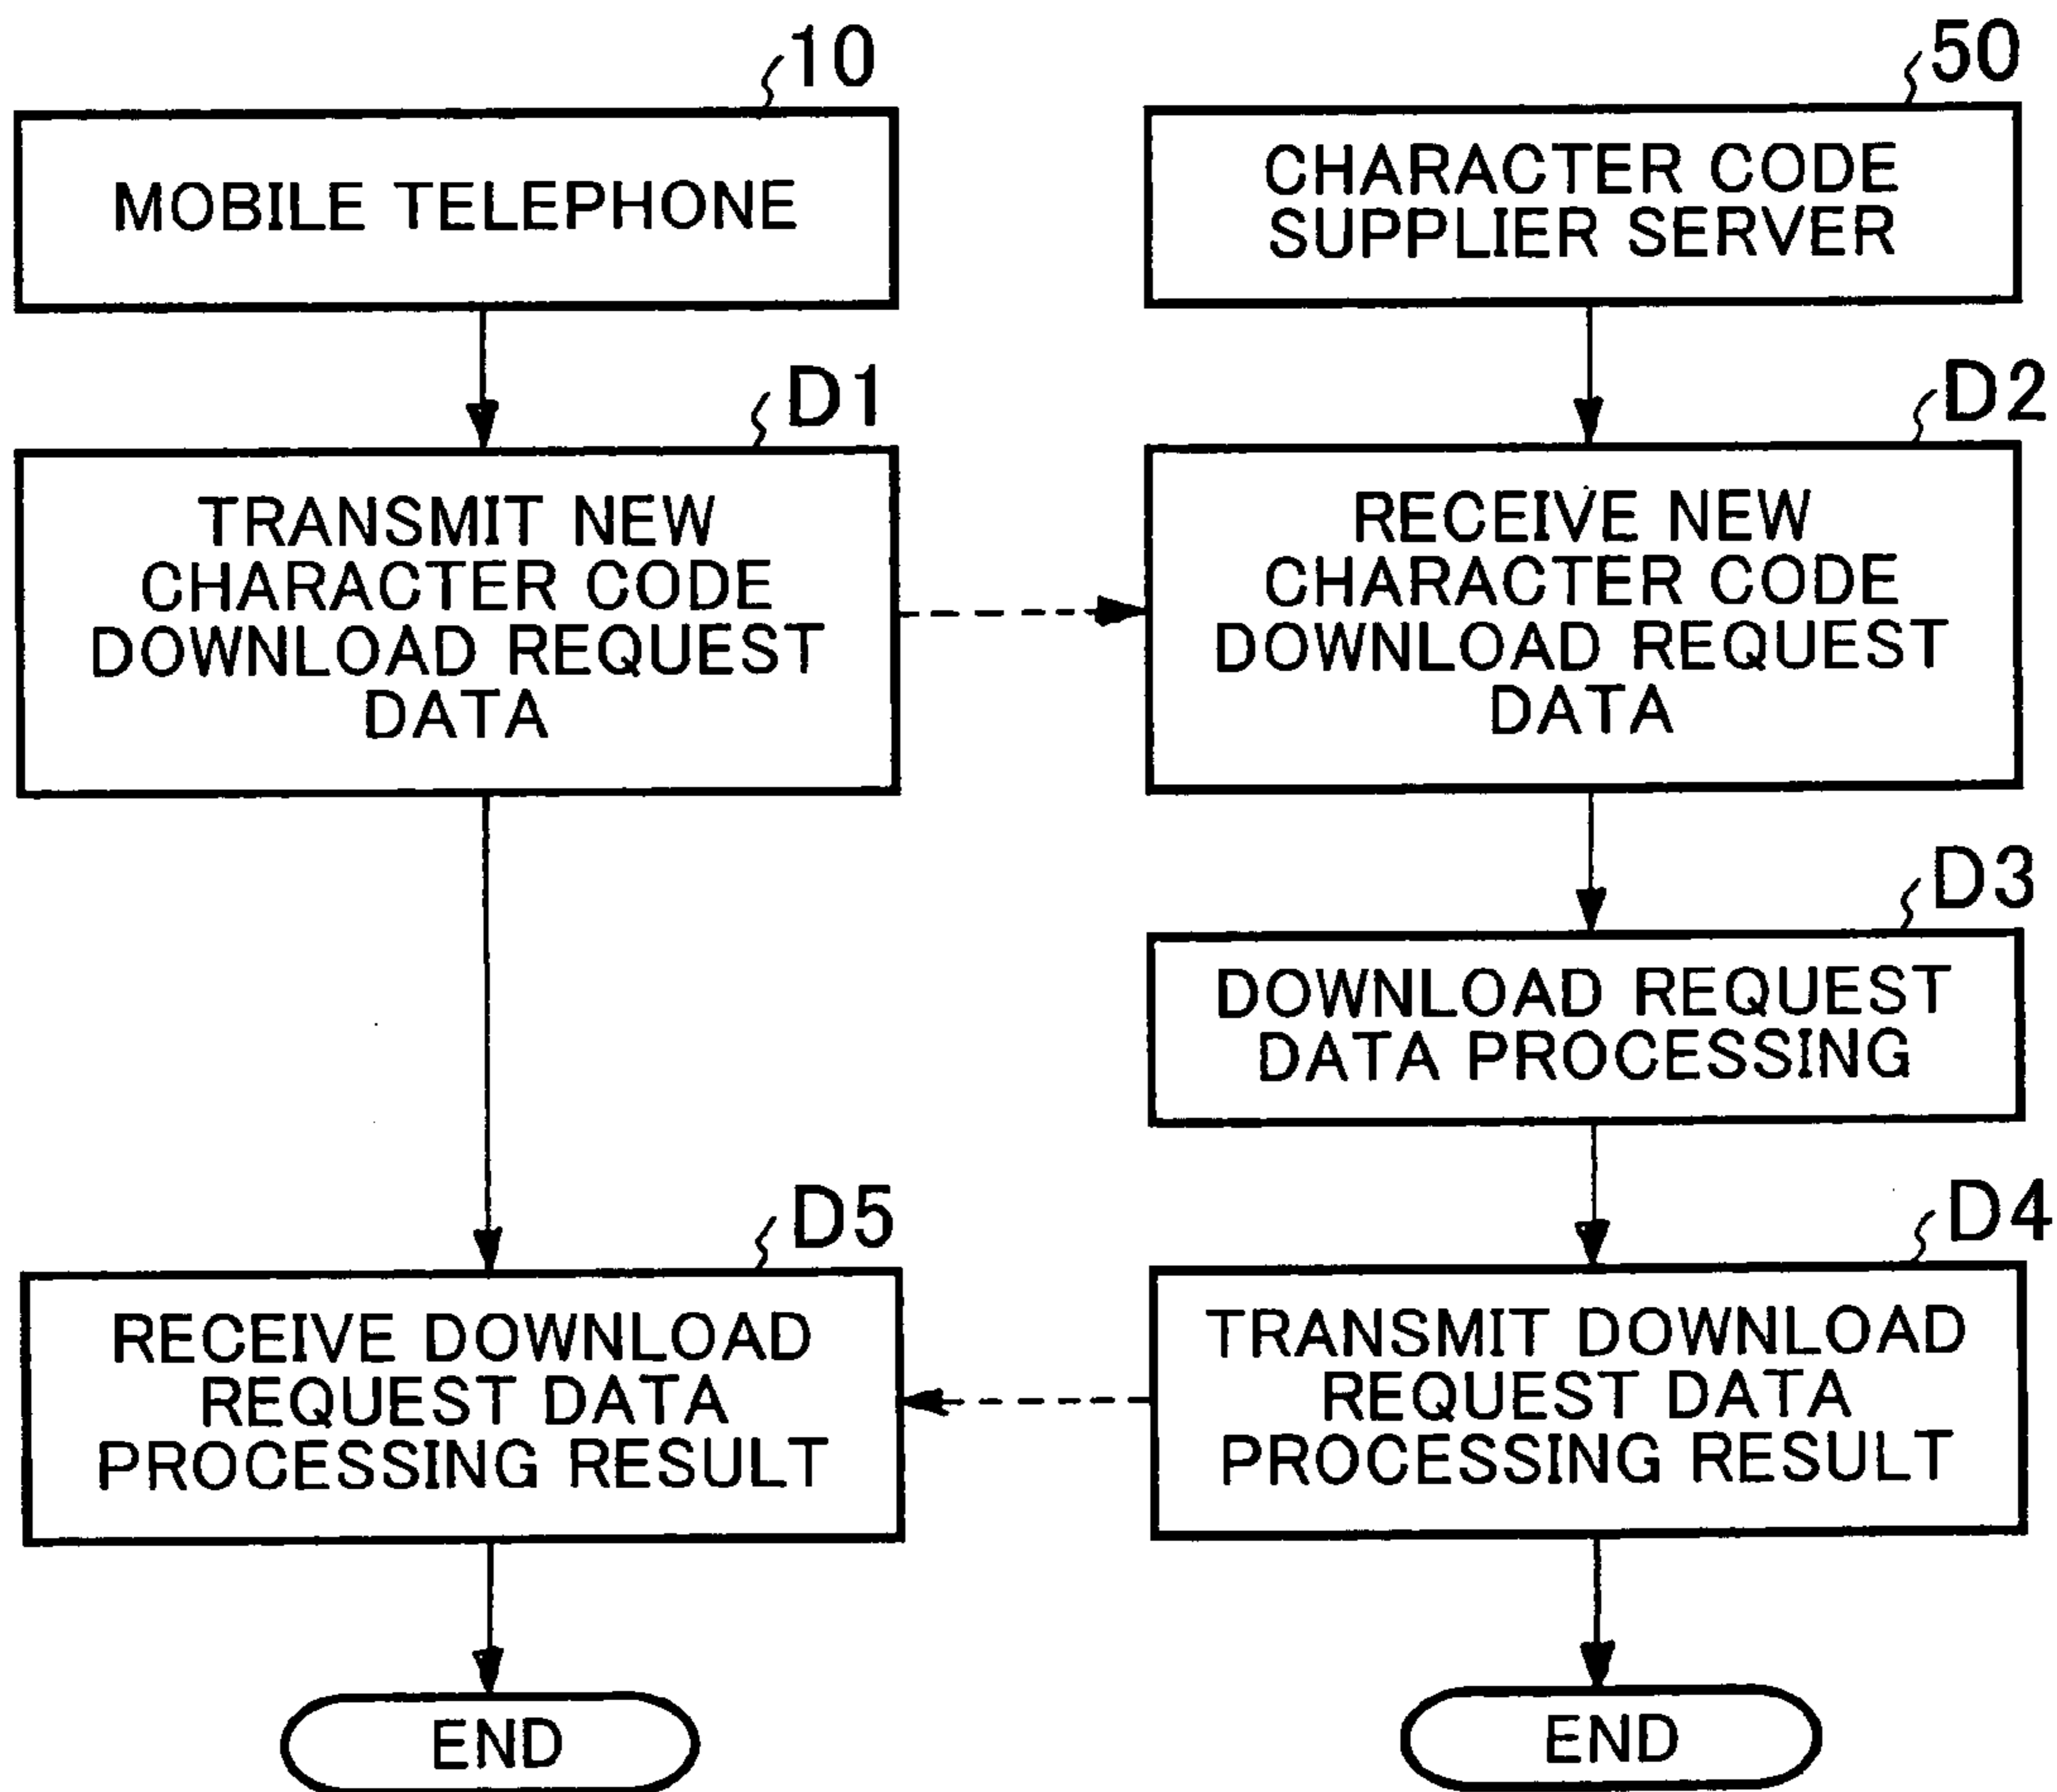 10
MOBILE TELEPHONE
50
CHARACTER CODE
SUPPLIER SERVER
D1
TRANSMIT NEW
CHARACTER CODE
DOWNLOAD REQUEST
DATA
D2
RECEIVE NEW
CHARACTER CODE
DOWNLOAD REQUEST
DATA
D3
DOWNLOAD REQUEST
DATA PROCESSING
D5
RECEIVE DOWNLOAD
REQUEST DATA
PROCESSING RESULT
D4
TRANSMIT DOWNLOAD
REQUEST DATA
PROCESSING RESULT
END
END